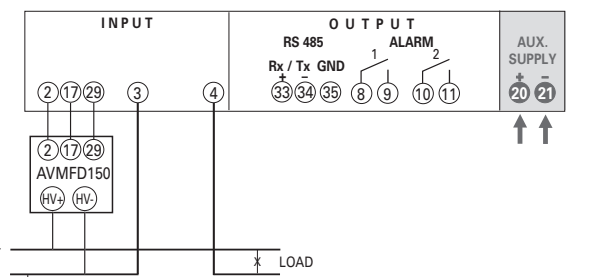 INPUT
OUTPUT
RS 485
ALARM
1
2
Rx / Tx GND
+ −
AUX.
SUPPLY
+ −
2 17 29 3 4
33 34 35 8 9 10 11
20 21
2 17 29
AVMFD150
HV+ HV-
X LOAD